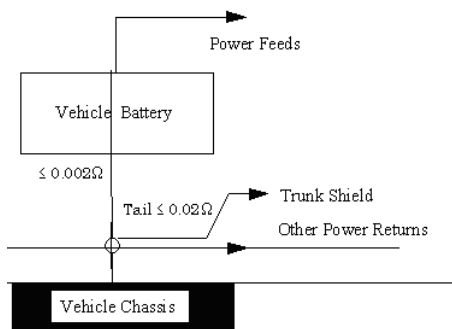 Power Feeds
Vehicle Battery
≤ 0.002Ω
Tail ≤ 0.02Ω
Trunk Shield
Other Power Returns
Vehicle Chassis